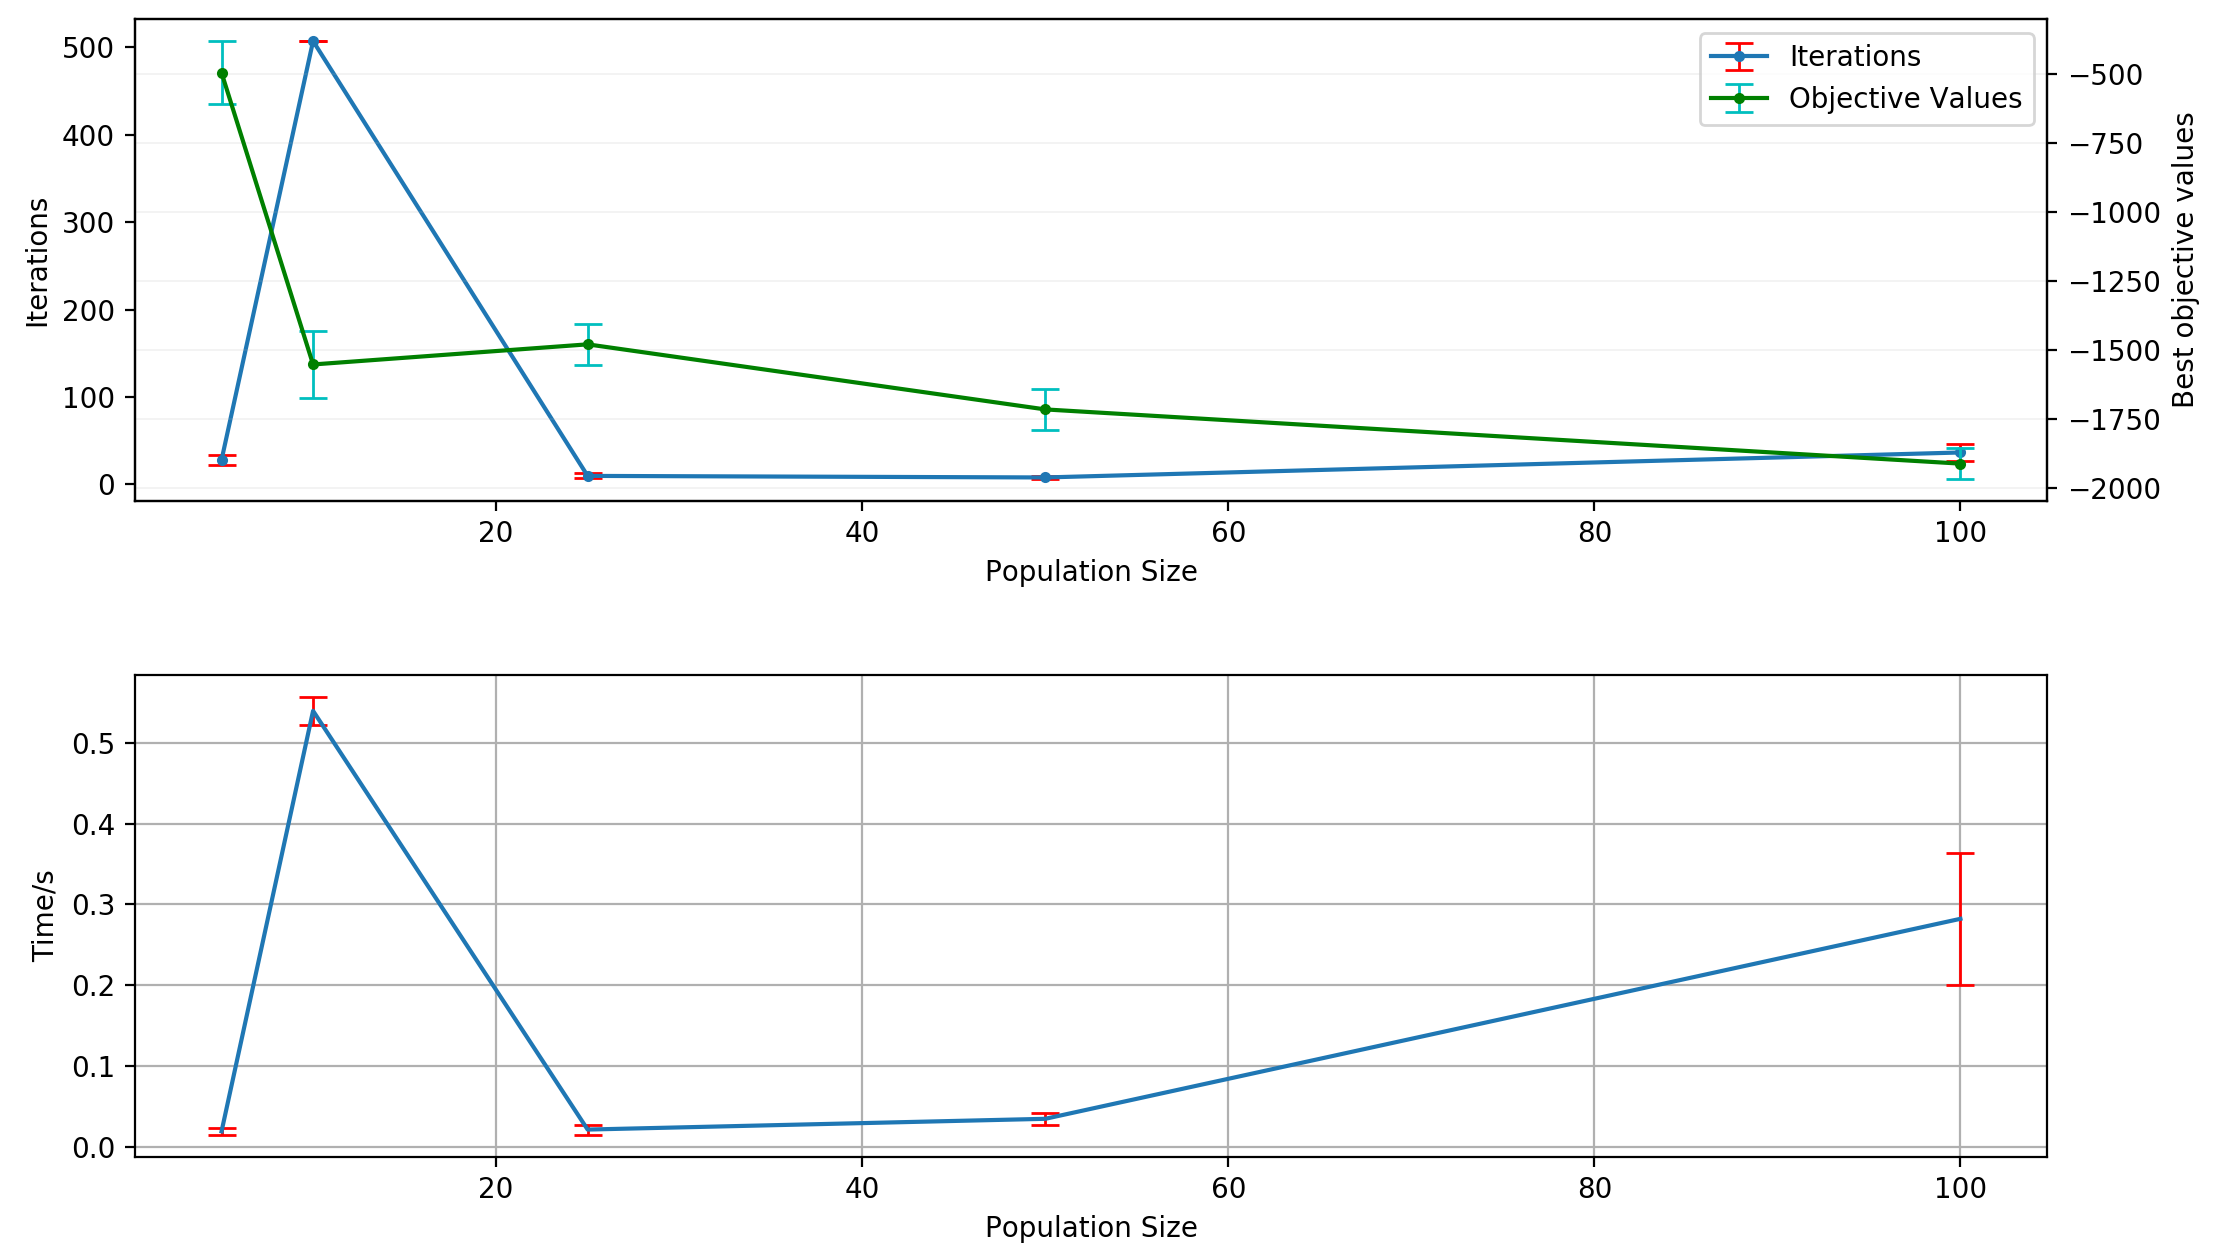 500
400
300
200
100
0
Iterations
Iterations
Objective Values
−500
−750
−1000
−1250
−1500
−1750
−2000
Best objective values
20 40 60 80 100
Population Size
0.5
0.4
0.3
0.2
0.1
0.0
Time/s
20 40 60 80 100
Population Size